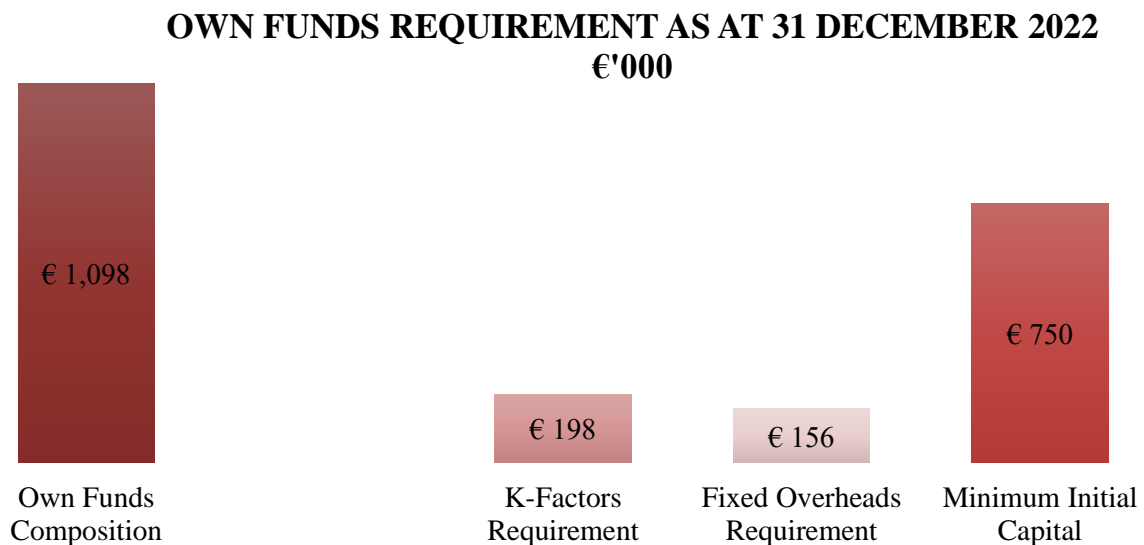 OWN FUNDS REQUIREMENT AS AT 31 DECEMBER 2022
€'000
€ 1,098
€ 198
€ 156
€ 750
Own Funds
Composition
K-Factors
Requirement
Fixed Overheads
Requirement
Minimum Initial
Capital